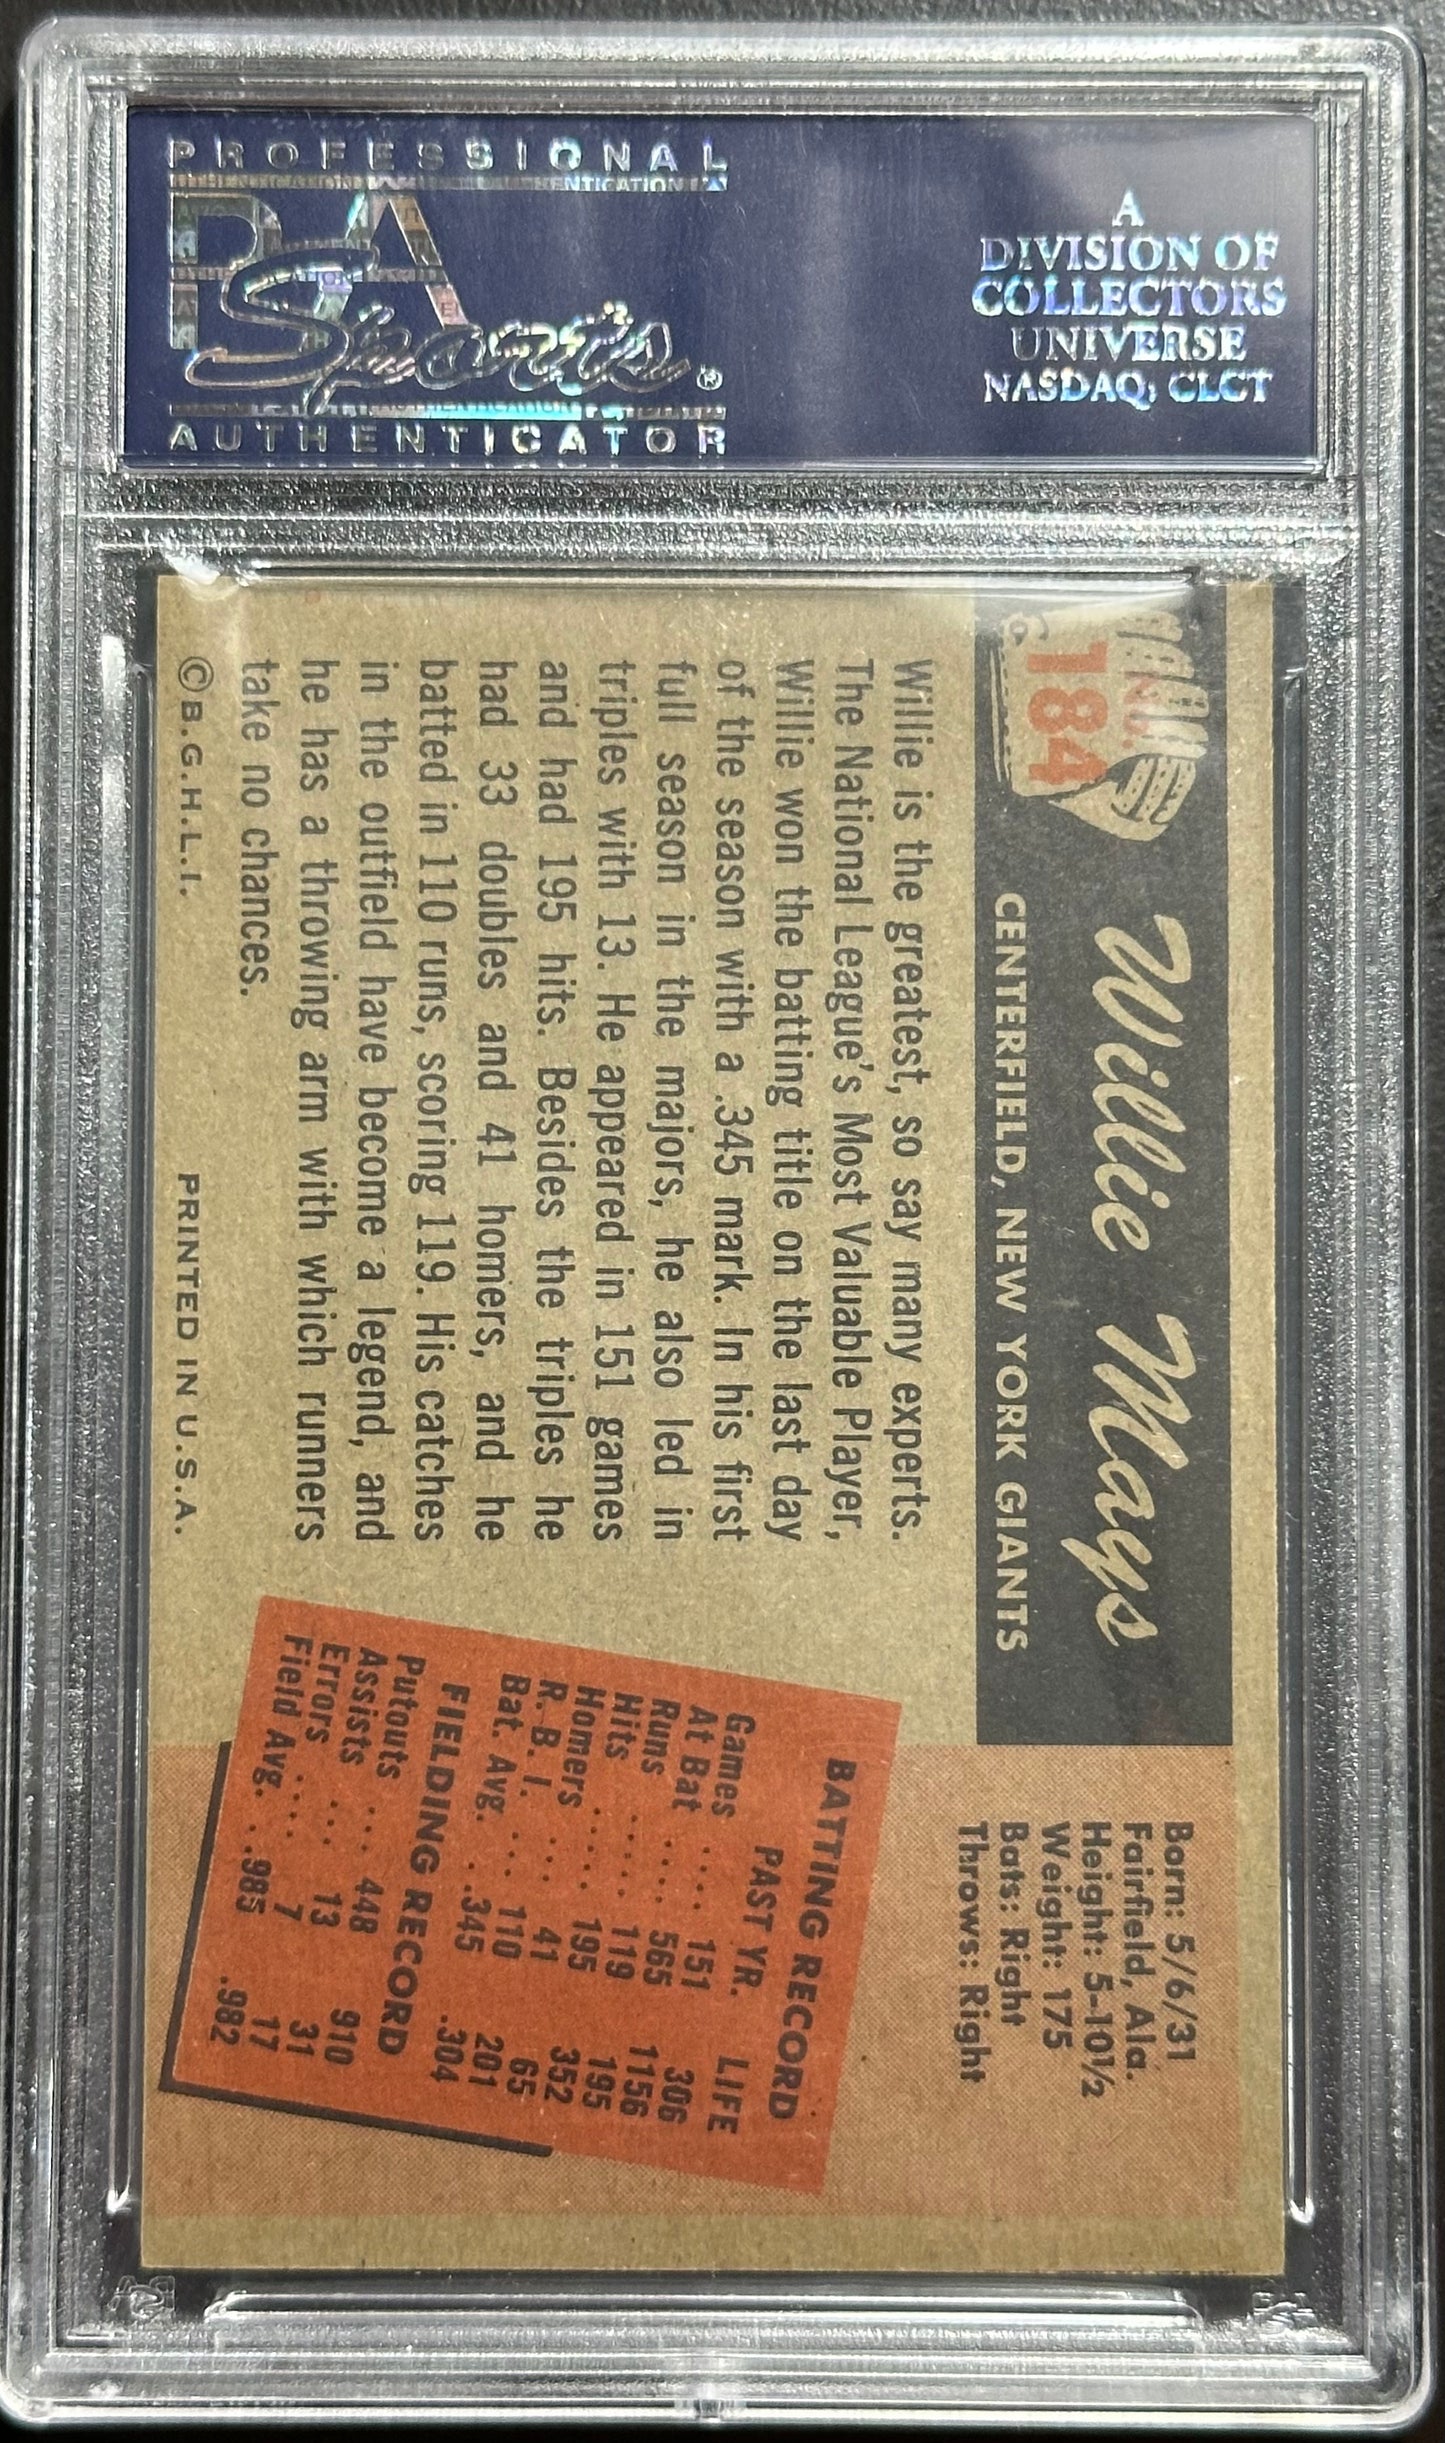 PROFESSIONAL
PSA
Sports®
AUTHENTICATOR
A
DIVISION OF
COLLECTORS
UNIVERSE
NASDAQ: CLCT
No.
184
Willie Mays
CENTERFIELD, NEW YORK GIANTS
Willie is the greatest, so say many experts.
The National League's Most Valuable Player,
Willie won the batting title on the last day
of the season with a .345 mark. In his first
full season in the majors, he also led in
triples with 13. He appeared in 151 games
and had 195 hits. Besides the triples he
had 33 doubles and 41 homers, and he
batted in 110 runs, scoring 119. His catches
in the outfield have become a legend, and
he has a throwing arm with which runners
take no chances.
©B.G.H.L.I. PRINTED IN U.S.A.
Born: 5/6/31
Fairfield, Ala.
Height: 5-10½
Weight: 175
Bats: Right
Throws: Right
BATTING RECORD
PAST YR. LIFE
Games .... 151 306
At Bat .... 565 1156
Runs ..... 119 195
Hits ..... 195 352
Homers .... 41 65
R. B. I. .... 110 201
Bat. Avg. . .345 .304
FIELDING RECORD
Putouts ... 448 910
Assists ... 13 31
Errors .... 7 17
Field Avg. . .985 .982